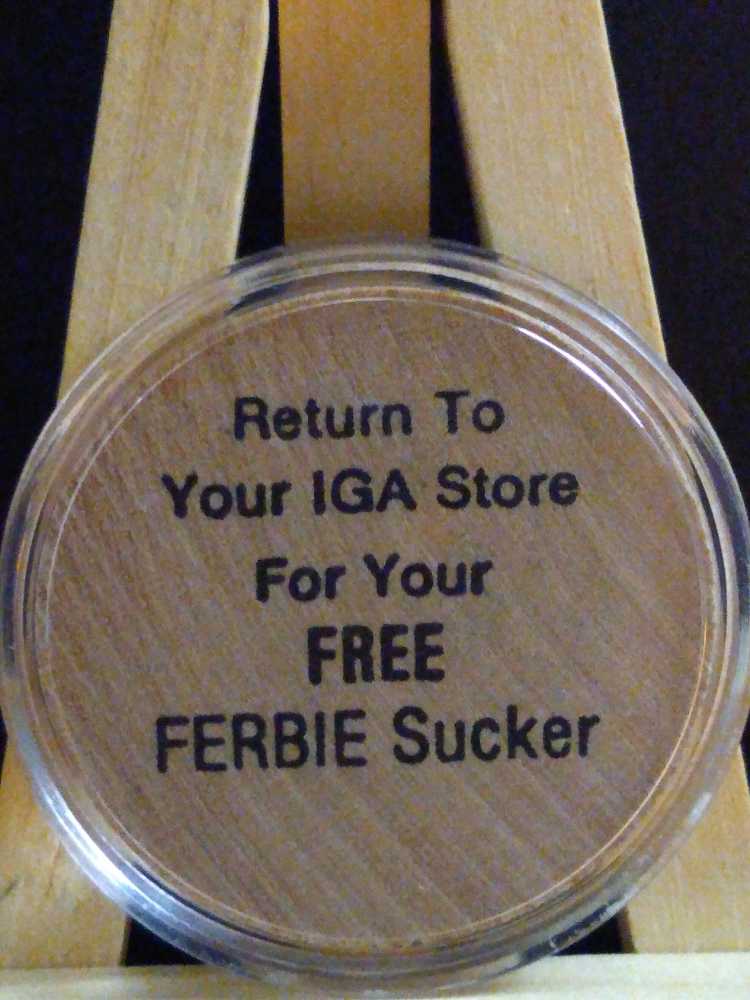 Return To
Your IGA Store
For Your
FREE
FERBIE Sucker